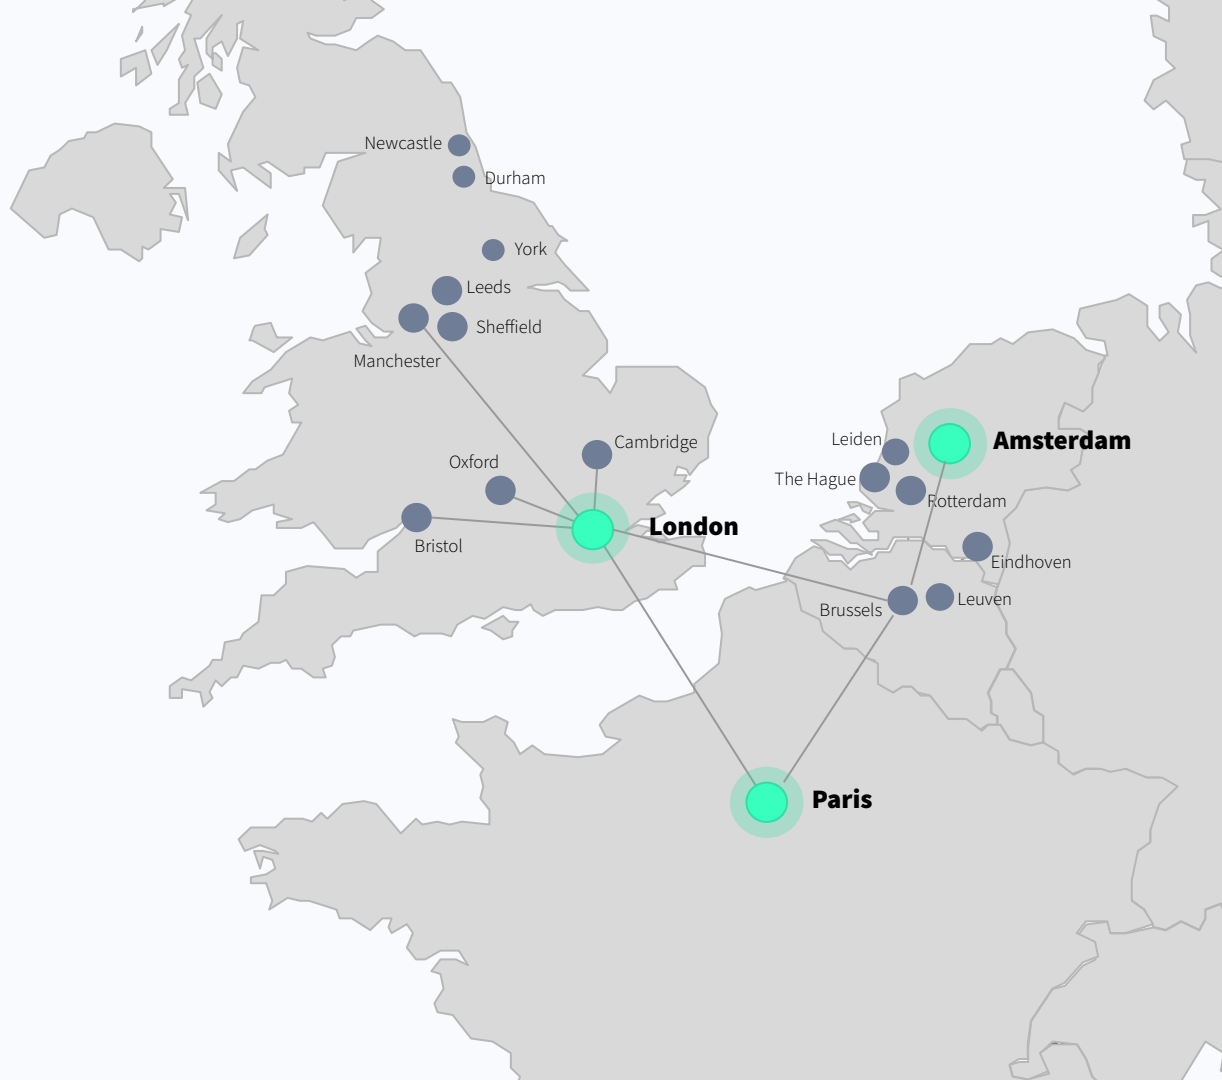 Newcastle
Durham
York
Leeds
Sheffield
Manchester
Cambridge
Oxford
Leiden
Amsterdam
The Hague
Rotterdam
London
Bristol
Eindhoven
Brussels
Leuven
Paris